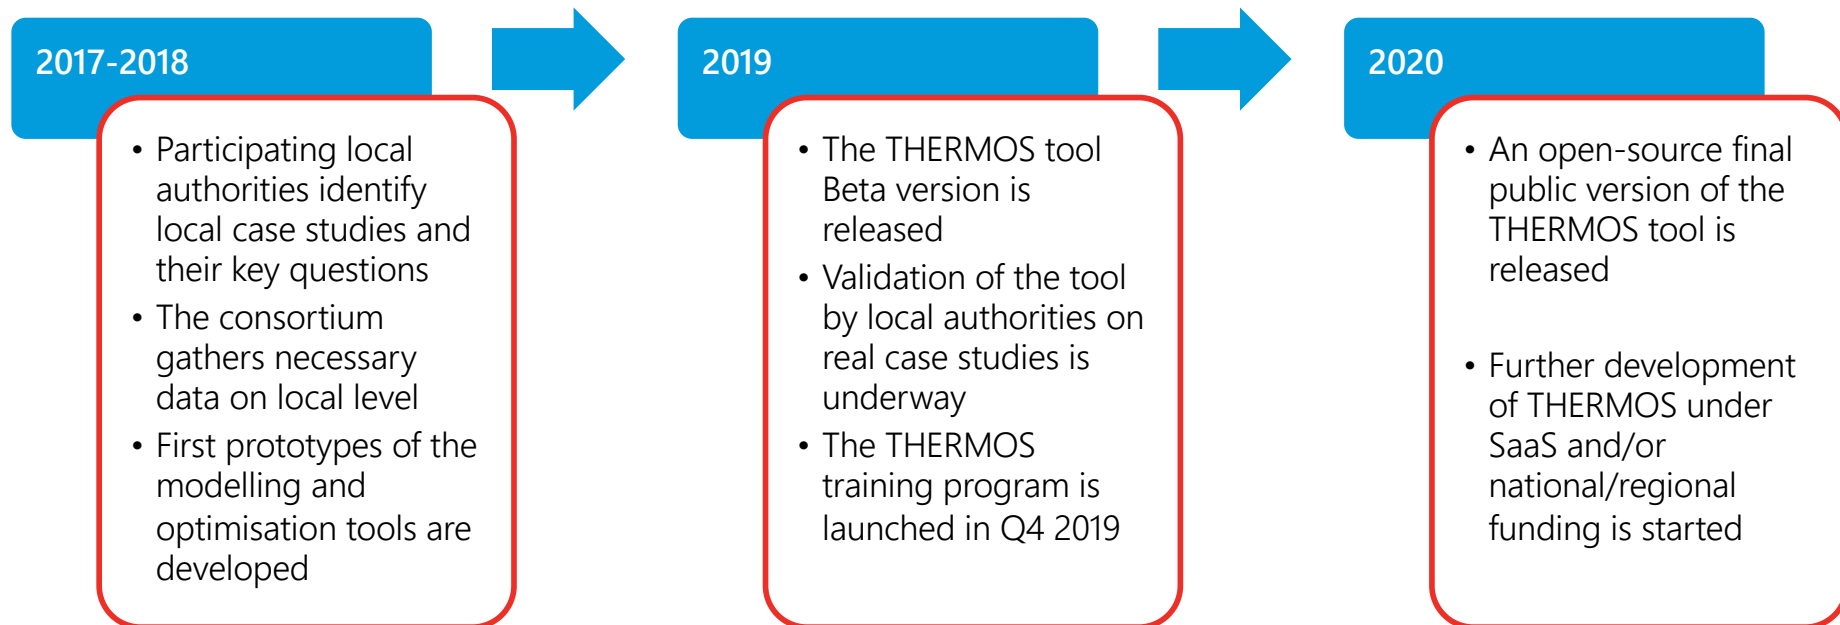 2017-2018
• Participating local
authorities identify
local case studies and
their key questions
• The consortium
gathers necessary
data on local level
• First prototypes of the
modelling and
optimisation tools are
developed
2019
• The THERMOS tool
Beta version is
released
• Validation of the tool
by local authorities on
real case studies is
underway
• The THERMOS
training program is
launched in Q4 2019
2020
• An open-source final
public version of the
THERMOS tool is
released
• Further development
of THERMOS under
SaaS and/or
national/regional
funding is started